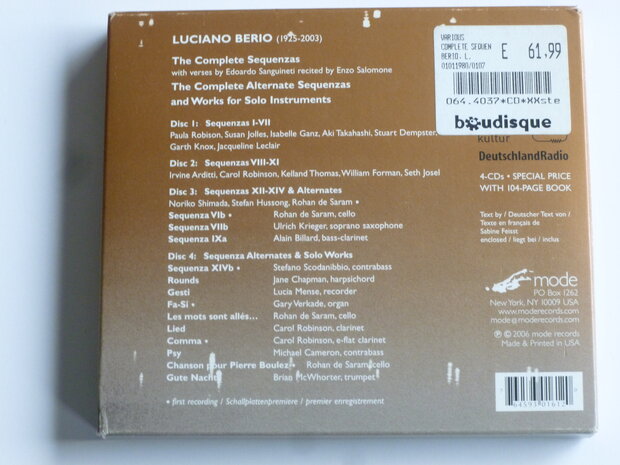 LUCIANO BERIO (1925-2003)
The Complete Sequenzas
with verses by Edoardo Sanguineti recited by Enzo Salomone
The Complete Alternate Sequenzas
and Works for Solo Instruments
Disc 1: Sequenzas I-VII
Paula Robison, Susan Jolles, Isabelle Ganz, Aki Takahashi, Stuart Dempster,
Garth Knox, Jacqueline Leclair
Disc 2: Sequenzas VIII-XI
Irvine Arditti, Carol Robinson, Kelland Thomas, William Forman, Seth Josel
Disc 3: Sequenzas XII-XIV & Alternates
Noriko Shimada, Stefan Hussong, Rohan de Saram •
Sequenza VIb • Rohan de Saram, cello
Sequenza VIIb Ulrich Krieger, soprano saxophone
Sequenza IXa Alain Billard, bass-clarinet
Disc 4: Sequenza Alternates & Solo Works
Sequenza XIVb • Stefano Scodanibbio, contrabass
Rounds Jane Chapman, harpsichord
Gesti Lucia Mense, recorder
Fa-Si • Gary Verkade, organ
Les mots sont allés... Rohan de Saram, cello
Lied Carol Robinson, clarinet
Comma • Carol Robinson, e-flat clarinet
Psy Michael Cameron, contrabass
Chanson pour Pierre Boulez • Rohan de Saram, cello
Gute Nacht Brian McWhorter, trumpet
• first recording / Schallplattenpremière / premier enregistrement
VARIOUS
COMPLETE SEQUEN
BERIO. L.
01011980/0107
E 61,99
064.4037*CD*XXste
boudisque
kultur
DeutschlandRadio
4-CDs • SPECIAL PRICE
WITH 104-PAGE BOOK
Text by / Deutscher Text von /
Texte en français de
Sabine Feisst
enclosed / liegt bei / inclus
mode
PO Box 1262
New York, NY 10009 USA
www.moderecords.com
mode@moderecords.com
℗ © 2006 mode records
Made & Printed in USA
64593 01612